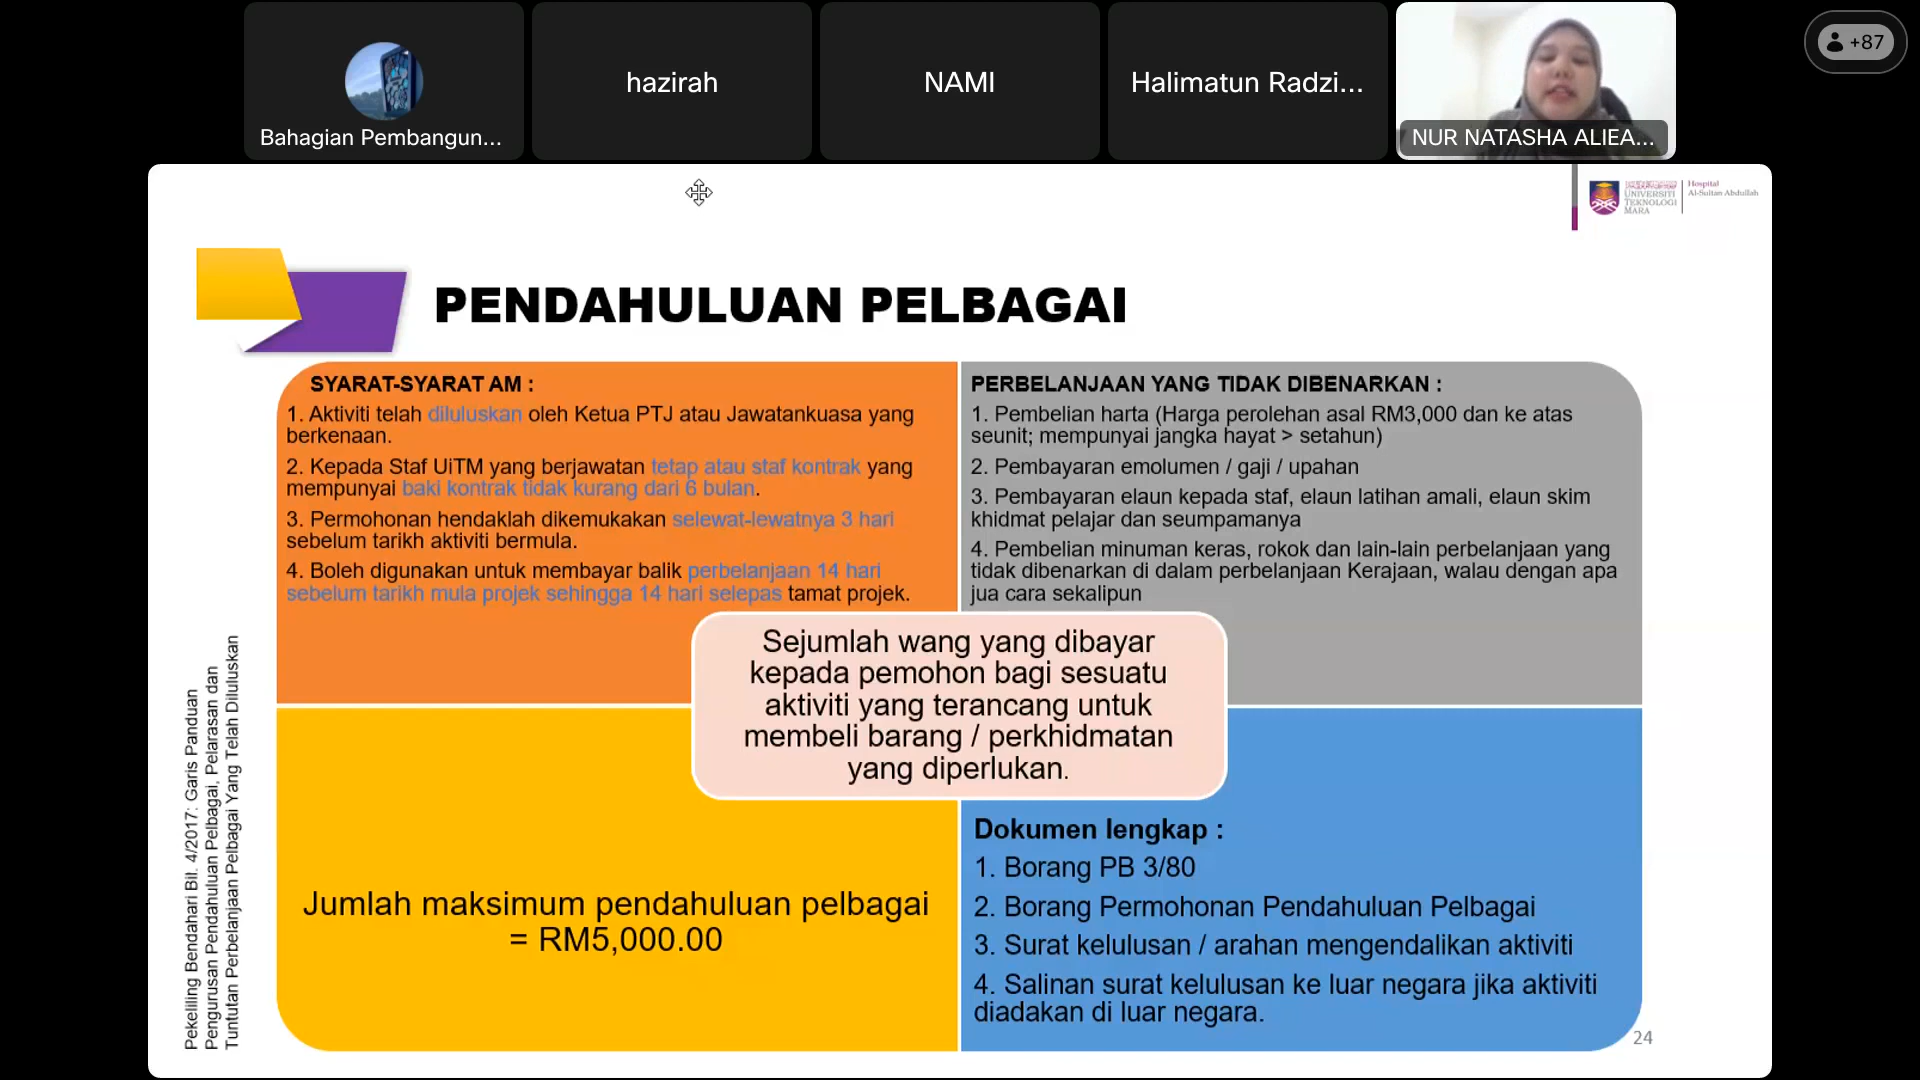 hazirah
NAMI
Halimatun Radzi...
+87
Bahagian Pembangun...
NUR NATASHA ALIEA...
UNIVERSITI
TEKNOLOGI
MARA
Hospital
Al-Sultan Abdullah
PENDAHULUAN PELBAGAI
SYARAT-SYARAT AM :
1. Aktiviti telah diluluskan oleh Ketua PTJ atau Jawatankuasa yang
berkenaan.
2. Kepada Staf UiTM yang berjawatan tetap atau staf kontrak yang
mempunyai baki kontrak tidak kurang dari 6 bulan.
3. Permohonan hendaklah dikemukakan selewat-lewatnya 3 hari
sebelum tarikh aktiviti bermula.
4. Boleh digunakan untuk membayar balik perbelanjaan 14 hari
sebelum tarikh mula projek sehingga 14 hari selepas tamat projek.
PERBELANJAAN YANG TIDAK DIBENARKAN :
1. Pembelian harta (Harga perolehan asal RM3,000 dan ke atas
seunit; mempunyai jangka hayat > setahun)
2. Pembayaran emolumen / gaji / upahan
3. Pembayaran elaun kepada staf, elaun latihan amali, elaun skim
khidmat pelajar dan seumpamanya
4. Pembelian minuman keras, rokok dan lain-lain perbelanjaan yang
tidak dibenarkan di dalam perbelanjaan Kerajaan, walau dengan apa
jua cara sekalipun
Sejumlah wang yang dibayar
kepada pemohon bagi sesuatu
aktiviti yang terancang untuk
membeli barang / perkhidmatan
yang diperlukan.
Jumlah maksimum pendahuluan pelbagai
= RM5,000.00
Dokumen lengkap :
1. Borang PB 3/80
2. Borang Permohonan Pendahuluan Pelbagai
3. Surat kelulusan / arahan mengendalikan aktiviti
4. Salinan surat kelulusan ke luar negara jika aktiviti
diadakan di luar negara.
Pekeliling Bendahari Bil. 4/2017: Garis Panduan
Pengurusan Pendahuluan Pelbagai, Pelarasan dan
Tuntutan Perbelanjaan Pelbagai Yang Telah Diluluskan
24